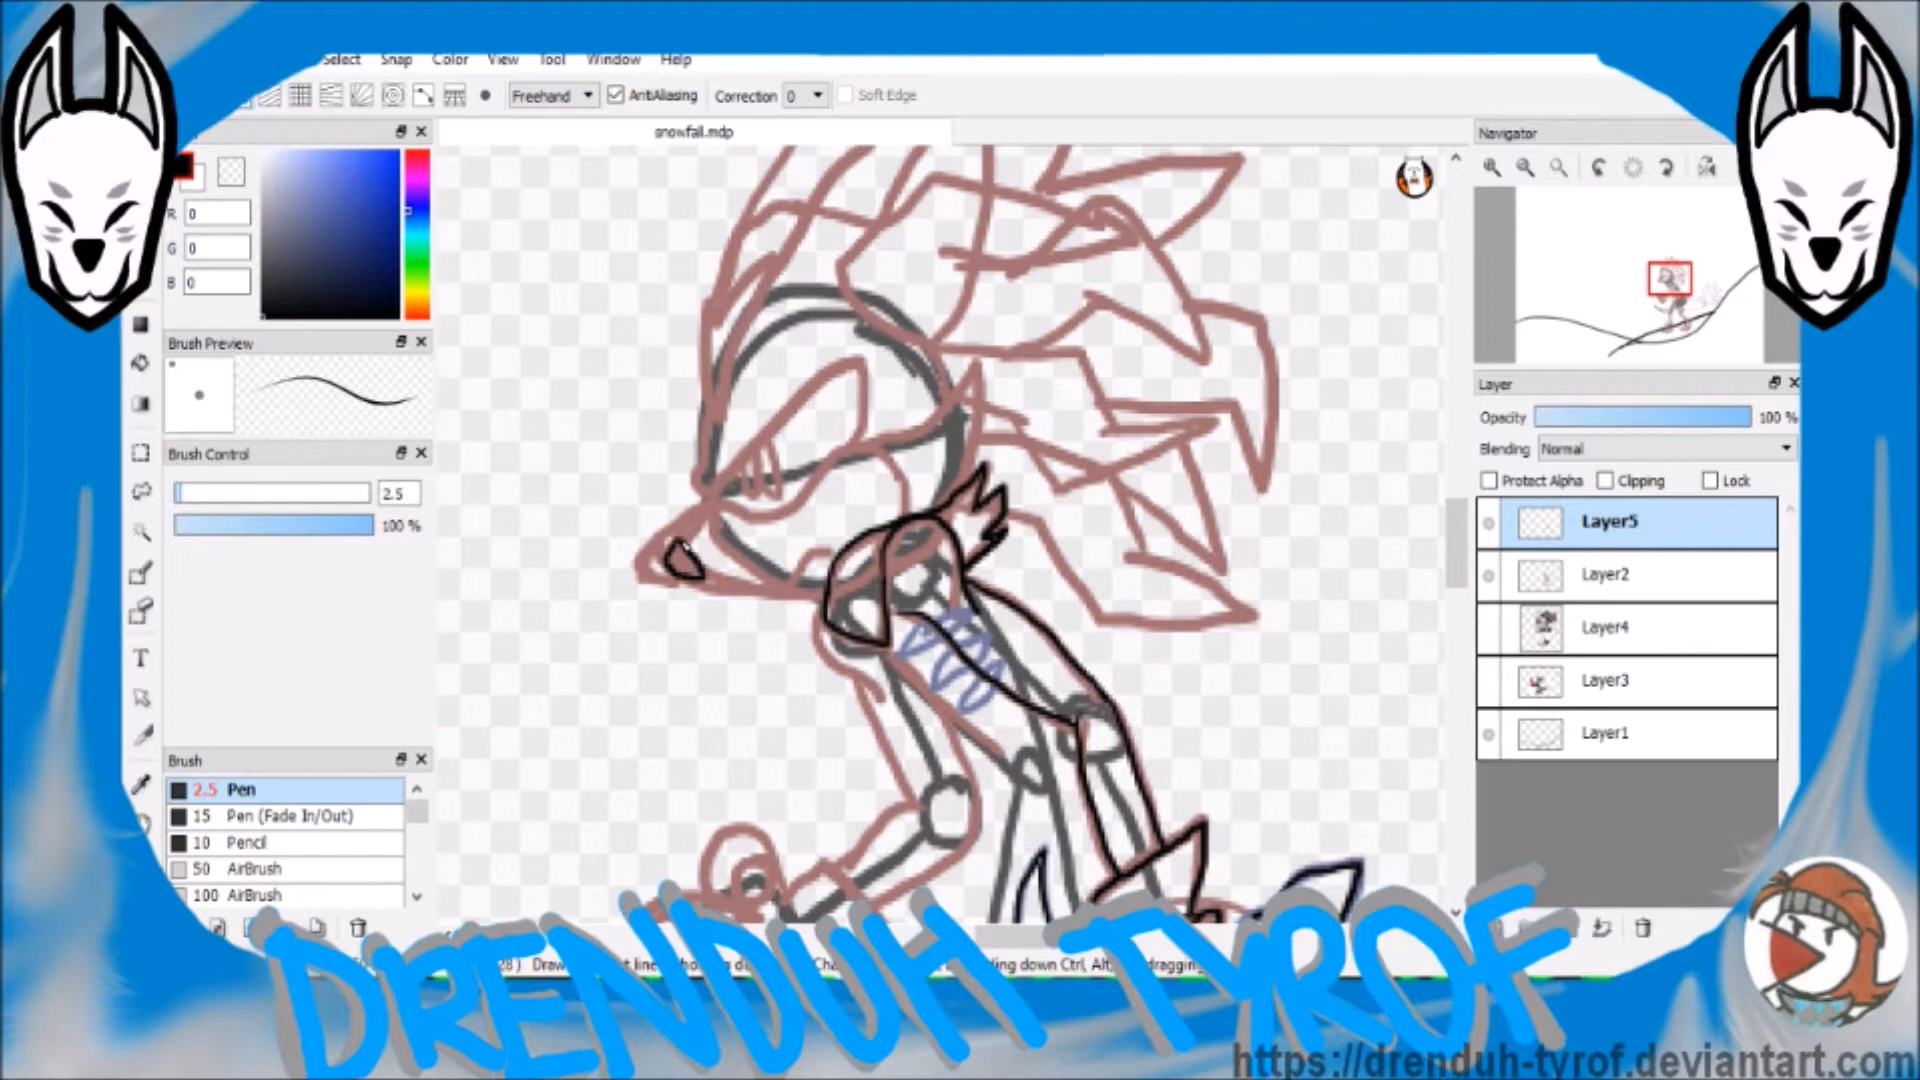 Select Snap Color View Tool Window Help
Freehand AntiAliasing Correction 0 Soft Edge
snowfall.mdp
Navigator
R 0
G 0
B 0
Brush Preview
Brush Control
2.5
100 %
Brush
2.5 Pen
15 Pen (Fade In/Out)
10 Pencil
50 AirBrush
100 AirBrush
Layer
Opacity 100 %
Blending Normal
Protect Alpha Clipping Lock
Layer5
Layer2
Layer4
Layer3
Layer1
down Ctrl, Alt,
DRENDUH TYROF
https://drenduh-tyrof.deviantart.com